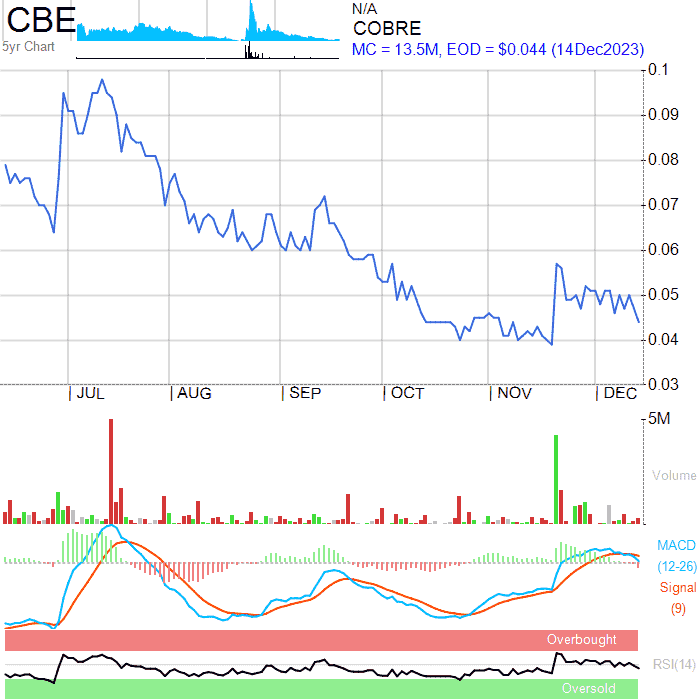 CBE
5yr Chart
N/A
COBRE
MC = 13.5M, EOD = $0.044 (14Dec2023)
0.1
0.09
0.08
0.07
0.06
0.05
0.04
0.03
JUL AUG SEP OCT NOV DEC
5M
Volume
MACD
(12-26)
Signal
(9)
Overbought
RSI(14)
Oversold